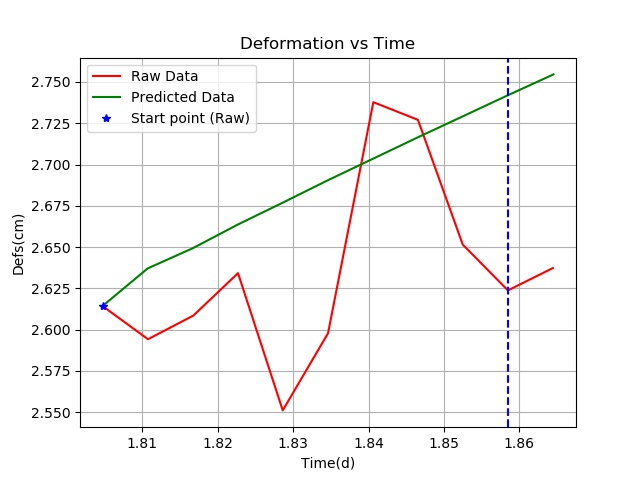 Deformation vs Time
Raw Data
Predicted Data
Start point (Raw)
Defs(cm)
2.750
2.725
2.700
2.675
2.650
2.625
2.600
2.575
2.550
1.81 1.82 1.83 1.84 1.85 1.86
Time(d)